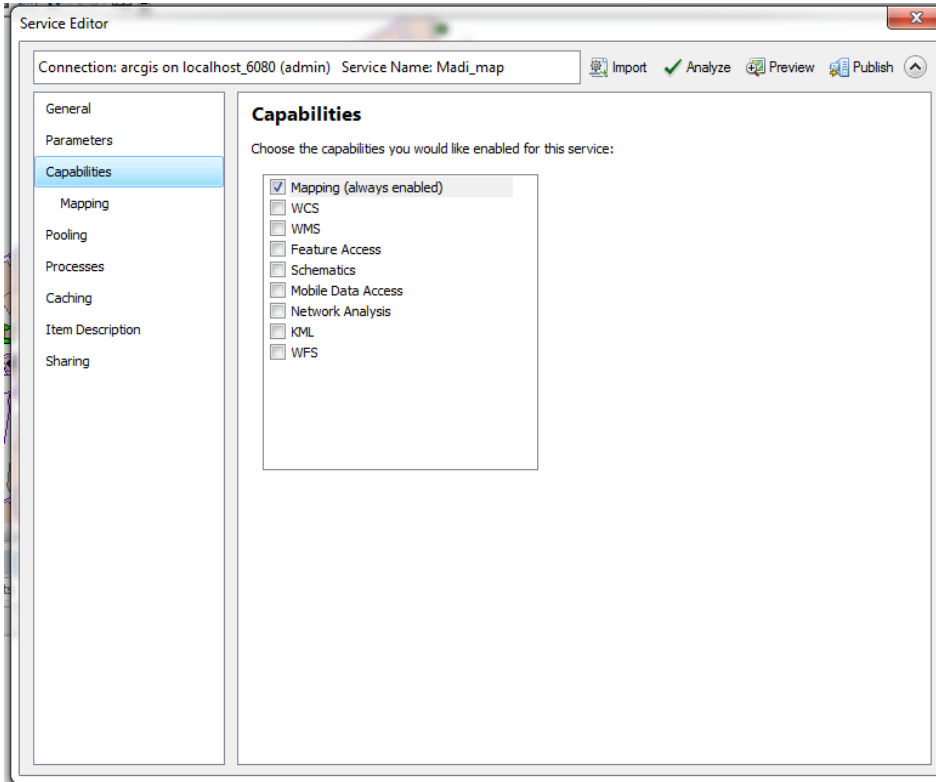 Service Editor
Connection: arcgis on localhost_6080 (admin) Service Name: Madi_map
Import
Analyze
Preview
Publish
General
Parameters
Capabilities
Mapping
Pooling
Processes
Caching
Item Description
Sharing
Capabilities
Choose the capabilities you would like enabled for this service:
Mapping (always enabled)
WCS
WMS
Feature Access
Schematics
Mobile Data Access
Network Analysis
KML
WFS